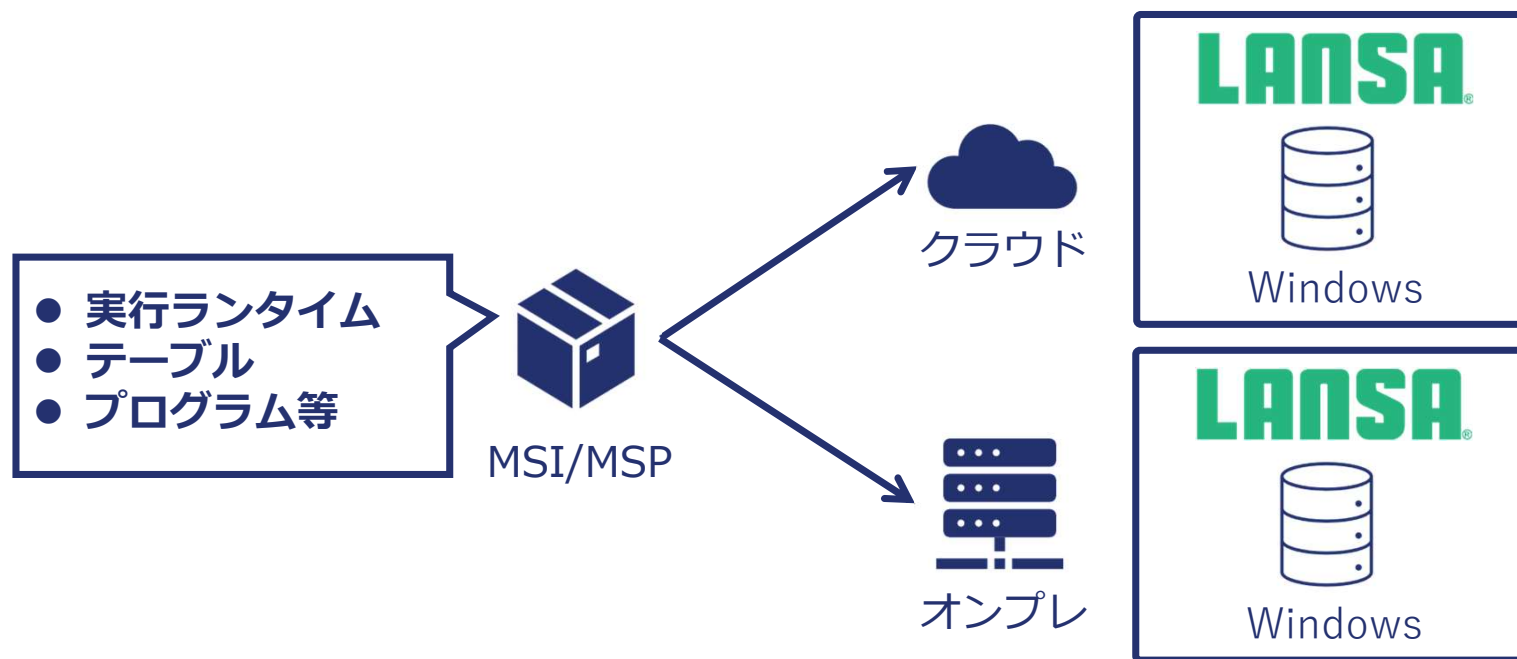 ● 実行ランタイム
● テーブル
● プログラム等
MSI/MSP
クラウド
LANSA®
Windows
オンプレ
LANSA®
Windows